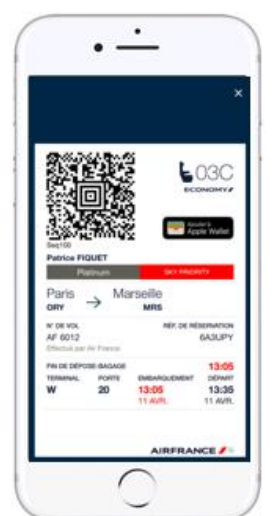 ×
03C
ECONOMY
Ajouter à
Apple Wallet
Seq100
Patrice FIQUET
Platinum SKY PRIORITY
Paris → Marseille
ORY MRS
N° DE VOL RÉF. DE RÉSERVATION
AF 6012 6A3UPY
Effectué par Air France
FIN DE DÉPOSE-BAGAGE 13:05
TERMINAL PORTE EMBARQUEMENT DÉPART
W 20 13:05 13:35
11 AVR. 11 AVR.
AIRFRANCE